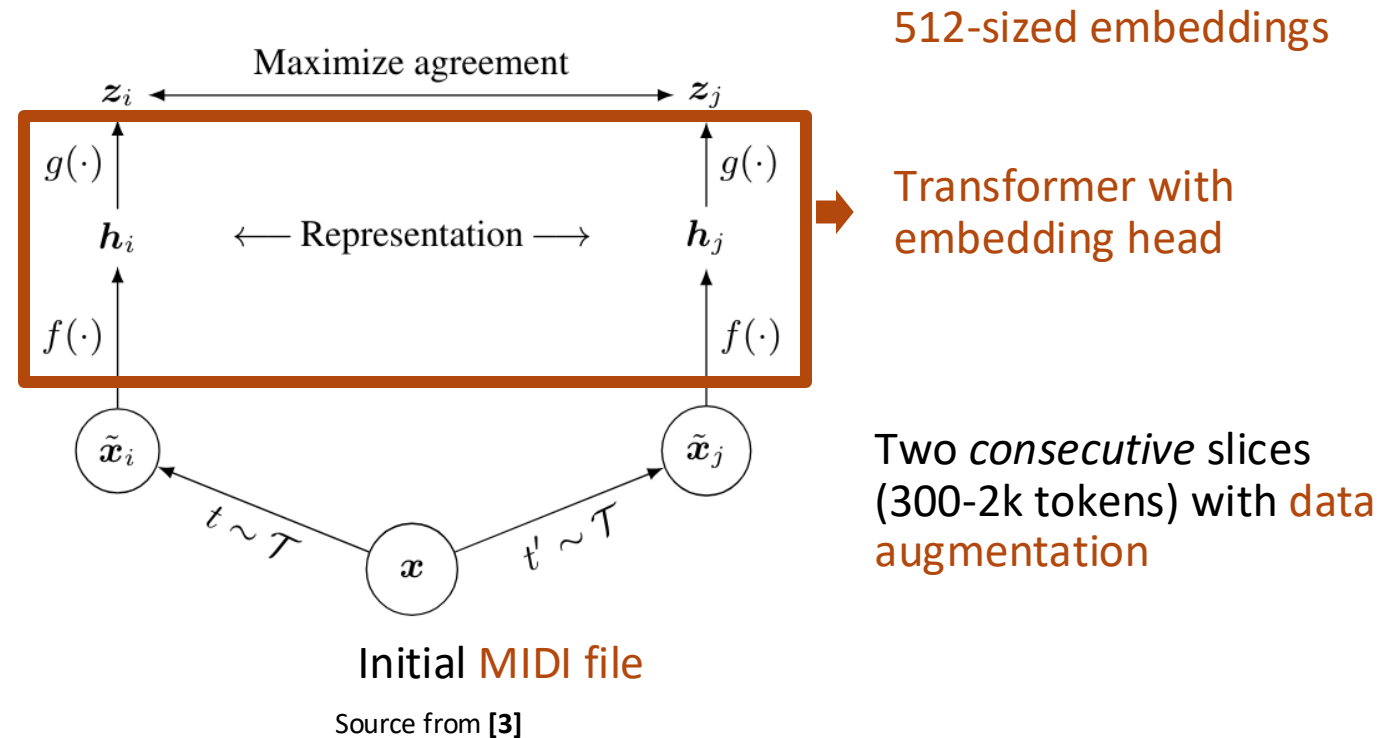 512-sized embeddings
Maximize agreement
z_i
z_j
g(·)
g(·)
Transformer with
embedding head
h_i
⟵ Representation ⟶
h_j
f(·)
f(·)
x̃_i
x̃_j
Two consecutive slices
(300-2k tokens) with data
augmentation
t ∼ 𝒯
t′ ∼ 𝒯
x
Initial MIDI file
Source from [3]